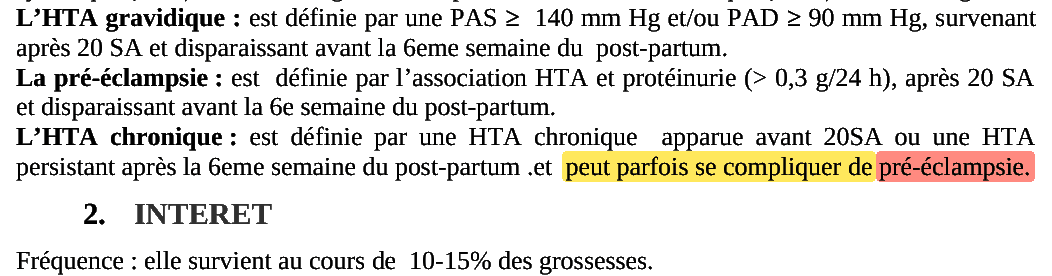 L’HTA gravidique : est définie par une PAS ≥ 140 mm Hg et/ou PAD ≥ 90 mm Hg, survenant
après 20 SA et disparaissant avant la 6eme semaine du post-partum.
La pré-éclampsie : est définie par l’association HTA et protéinurie (> 0,3 g/24 h), après 20 SA
et disparaissant avant la 6e semaine du post-partum.
L’HTA chronique : est définie par une HTA chronique apparue avant 20SA ou une HTA
persistant après la 6eme semaine du post-partum .et peut parfois se compliquer de pré-éclampsie.
2. INTERET
Fréquence : elle survient au cours de 10-15% des grossesses.